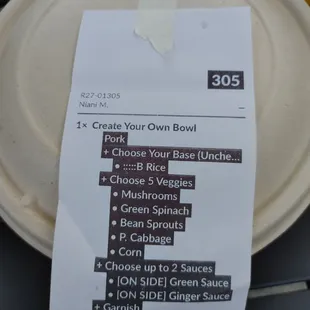 305
R27-01305
Niani M.
1× Create Your Own Bowl
Pork
+ Choose Your Base (Unche...
• :::::B Rice
+ Choose 5 Veggies
• Mushrooms
• Green Spinach
• Bean Sprouts
• P. Cabbage
• Corn
+ Choose up to 2 Sauces
• [ON SIDE] Green Sauce
• [ON SIDE] Ginger Sauce
+ Garnish